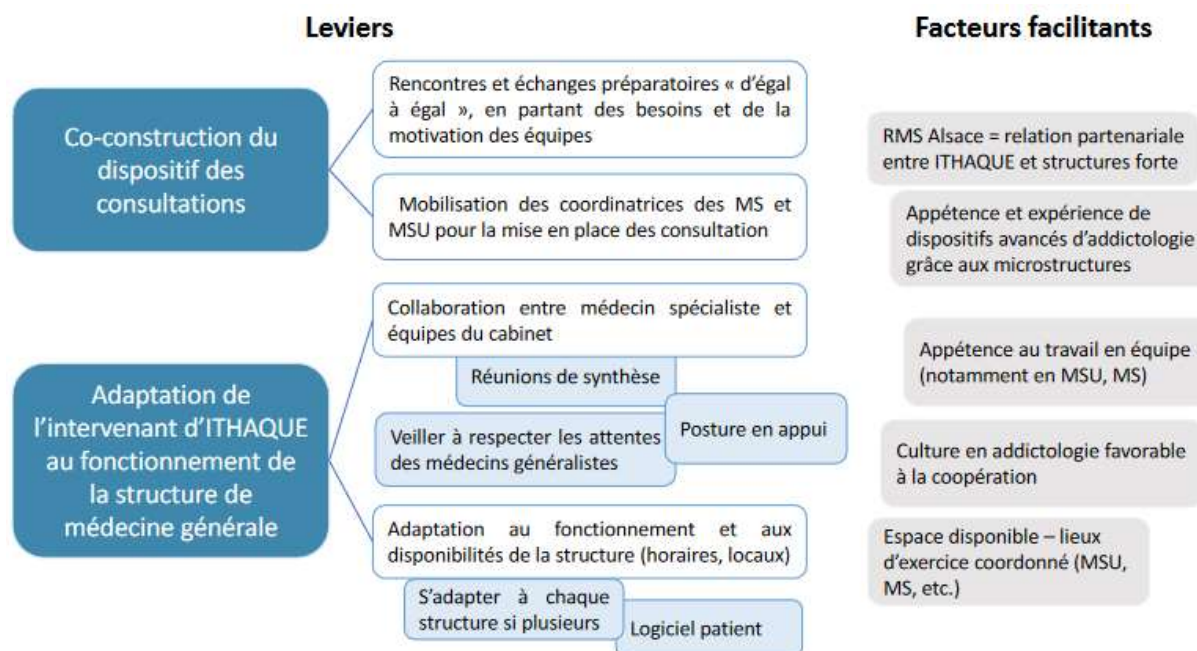 Leviers
Facteurs facilitants
Co-construction du
dispositif des
consultations
Rencontres et échanges préparatoires « d’égal
à égal », en partant des besoins et de la
motivation des équipes
Mobilisation des coordinatrices des MS et
MSU pour la mise en place des consultation
Adaptation de
l’intervenant d’ITHAQUE
au fonctionnement de
la structure de
médecine générale
Collaboration entre médecin spécialiste et
équipes du cabinet
Réunions de synthèse
Posture en appui
Veiller à respecter les attentes
des médecins généralistes
Adaptation au fonctionnement et aux
disponibilités de la structure (horaires, locaux)
S’adapter à chaque
structure si plusieurs
Logiciel patient
RMS Alsace = relation partenariale
entre ITHAQUE et structures forte
Appétence et expérience de
dispositifs avancés d’addictologie
grâce aux microstructures
Appétence au travail en équipe
(notamment en MSU, MS)
Culture en addictologie favorable
à la coopération
Espace disponible – lieux
d’exercice coordonné (MSU,
MS, etc.)